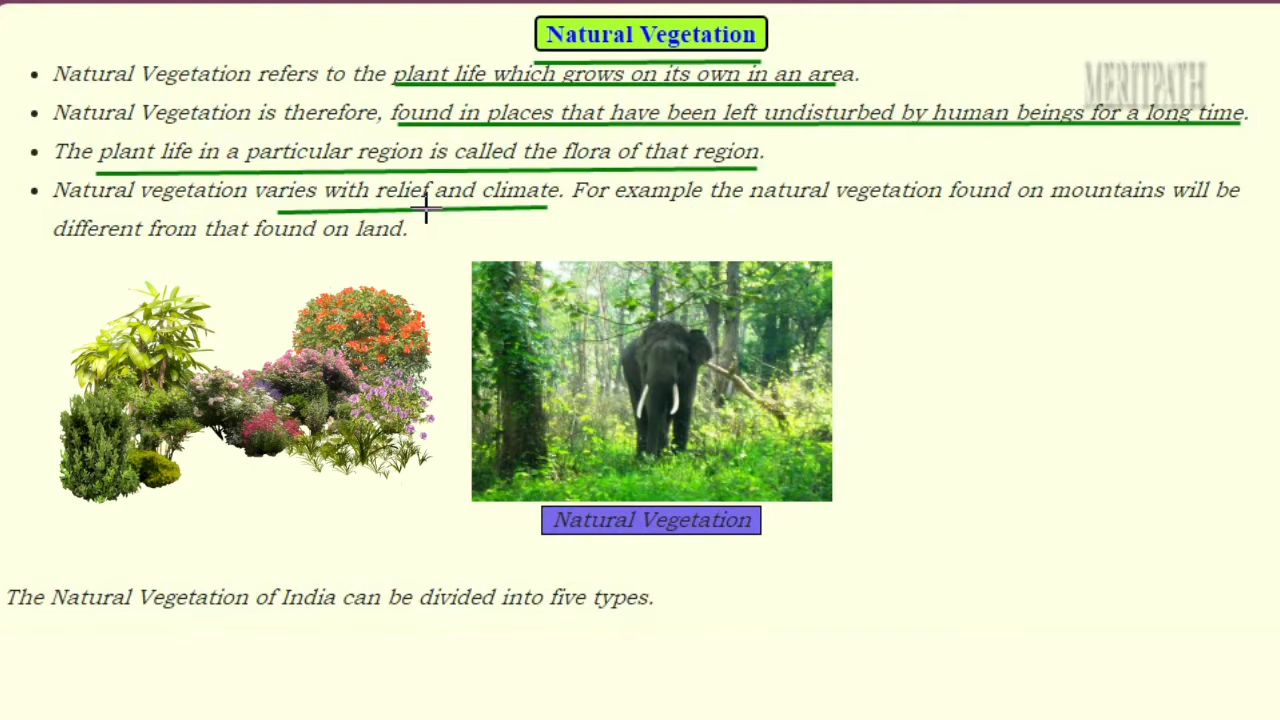 Natural Vegetation
Natural Vegetation refers to the plant life which grows on its own in an area.
MERITPATH
Natural Vegetation is therefore, found in places that have been left undisturbed by human beings for a long time.
The plant life in a particular region is called the flora of that region.
Natural vegetation varies with relief and climate. For example the natural vegetation found on mountains will be
different from that found on land.
Natural Vegetation
The Natural Vegetation of India can be divided into five types.